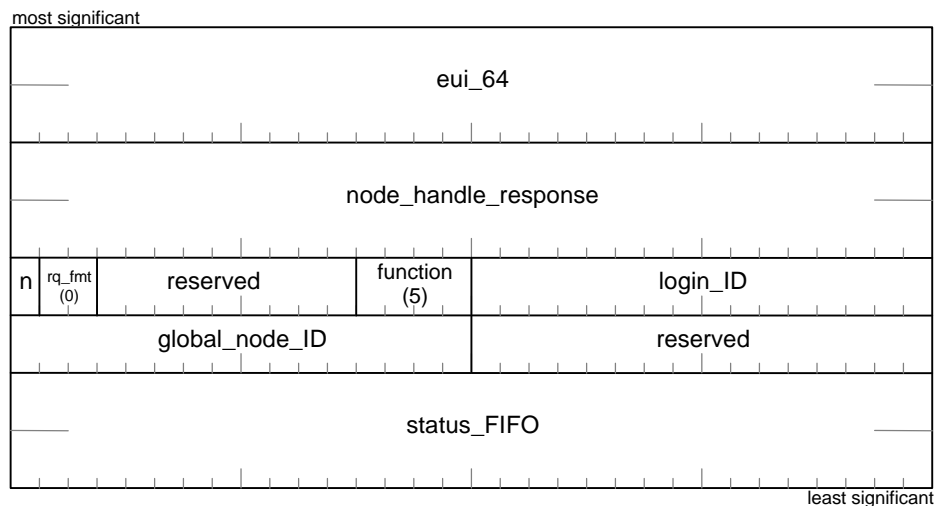 most significant
eui_64
node_handle_response
n rq_fmt (0) reserved function (5) login_ID
global_node_ID reserved
status_FIFO
least significant